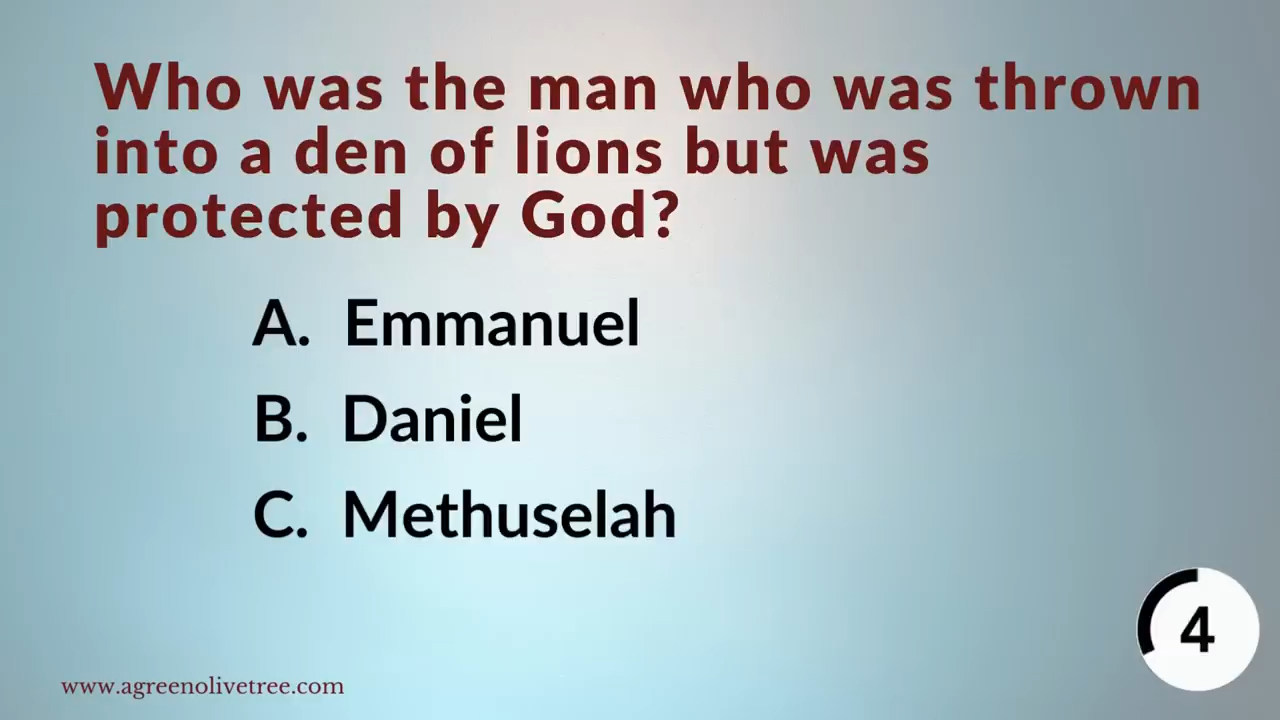 Who was the man who was thrown
into a den of lions but was
protected by God?
A. Emmanuel
B. Daniel
C. Methuselah
4
www.agreenolivetree.com